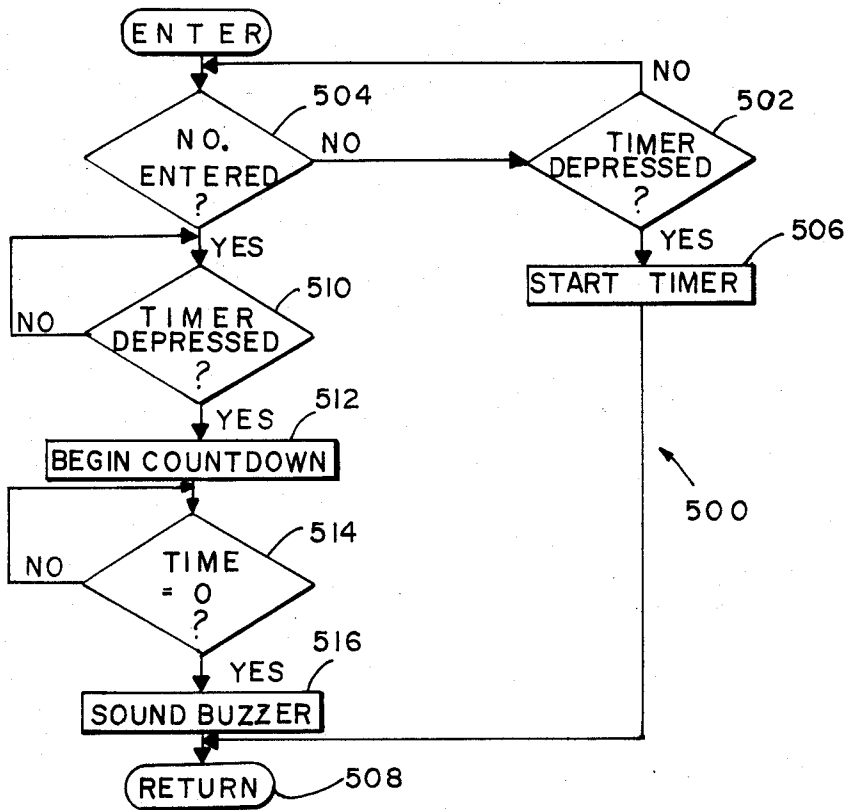 ENTER
NO
504
502
NO.
ENTERED
?
NO
TIMER
DEPRESSED
?
YES
YES
506
START TIMER
510
NO
TIMER
DEPRESSED
?
YES
512
BEGIN COUNTDOWN
500
514
NO
TIME
= 0
?
516
YES
SOUND BUZZER
RETURN
508